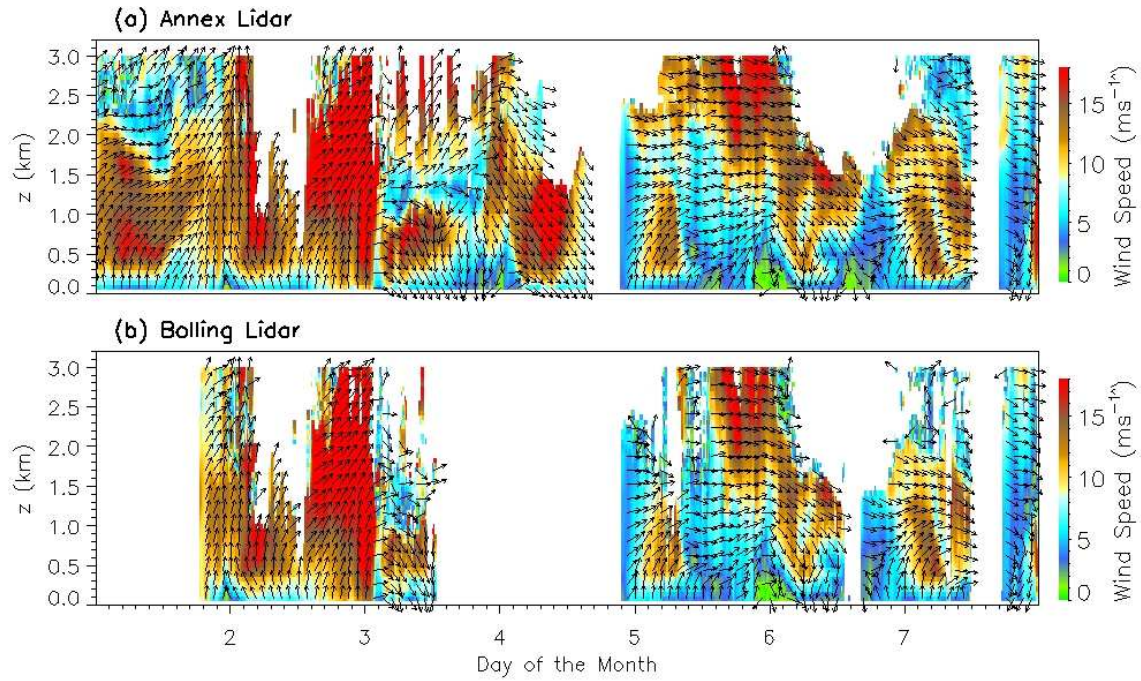 (a) Annex Lidar
3.0
2.5
2.0
1.5
1.0
0.5
0.0
z (km)
15
10
5
0
Wind Speed (ms-1^)
(b) Bolling Lidar
3.0
2.5
2.0
1.5
1.0
0.5
0.0
z (km)
15
10
5
0
Wind Speed (ms-1^)
2 3 4 5 6 7
Day of the Month